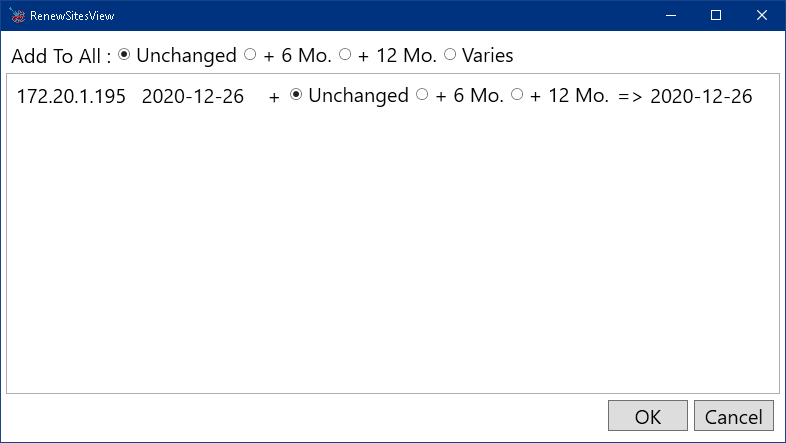 RenewSitesView
Add To All : Unchanged + 6 Mo. + 12 Mo. Varies
172.20.1.195 2020-12-26 + Unchanged + 6 Mo. + 12 Mo. => 2020-12-26
OK Cancel